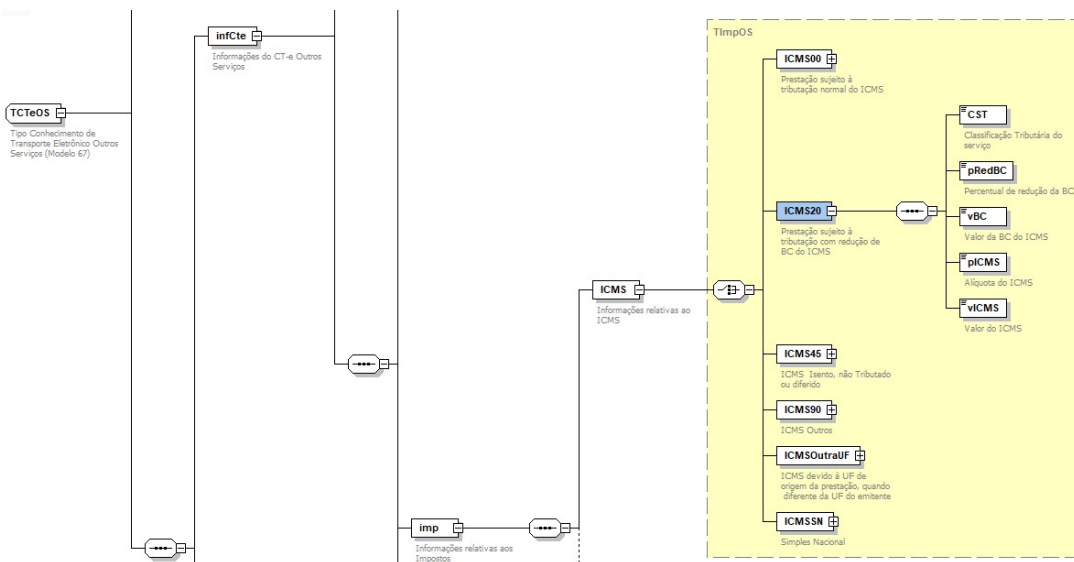 TCTeOS
Tipo Conhecimento de
Transporte Eletrônico Outros
Serviços (Modelo 67)
infCte
Informações do CT-e Outros
Serviços
imp
Informações relativas aos
Impostos
ICMS
Informações relativas ao
ICMS
TImpOS
ICMS00
Prestação sujeito à
tributação normal do ICMS
ICMS20
Prestação sujeito à
tributação com redução de
BC do ICMS
CST
Classificação Tributária do
serviço
pRedBC
Percentual de redução da BC
vBC
Valor da BC do ICMS
pICMS
Alíquota do ICMS
vICMS
Valor do ICMS
ICMS45
ICMS Isento, não Tributado
ou diferido
ICMS90
ICMS Outros
ICMSOutraUF
ICMS devido à UF de
origem da prestação, quando
diferente da UF do emitente
ICMSSN
Simples Nacional